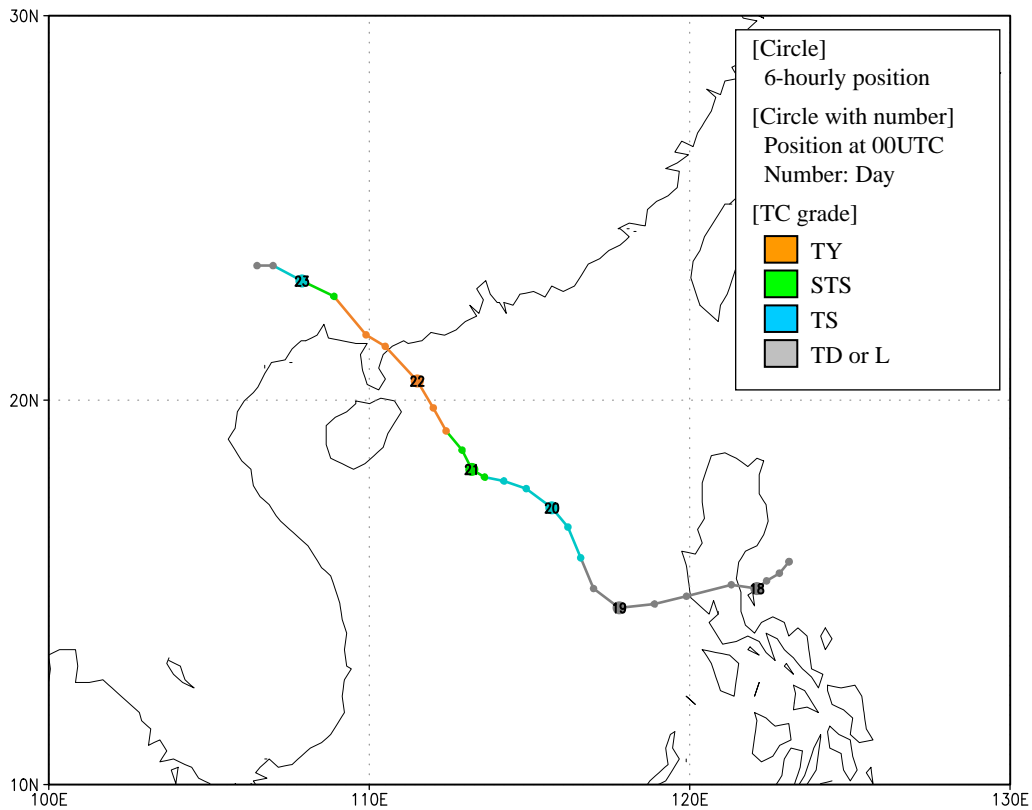 30N
[Circle]
6-hourly position
[Circle with number]
Position at 00UTC
Number: Day
[TC grade]
TY
STS
TS
TD or L
23
22
20N
21
20
18
19
10N
100E 110E 120E 130E